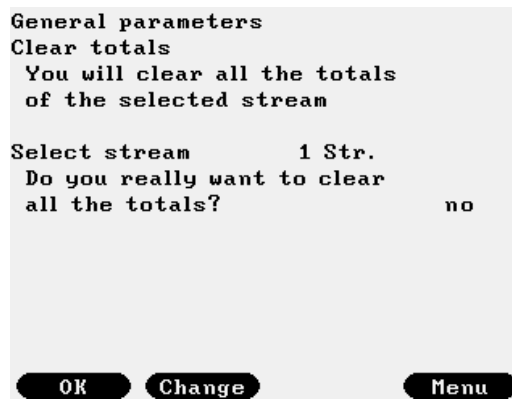 General parameters
Clear totals
You will clear all the totals
of the selected stream
Select stream 1 Str.
Do you really want to clear
all the totals? no
OK Change Menu